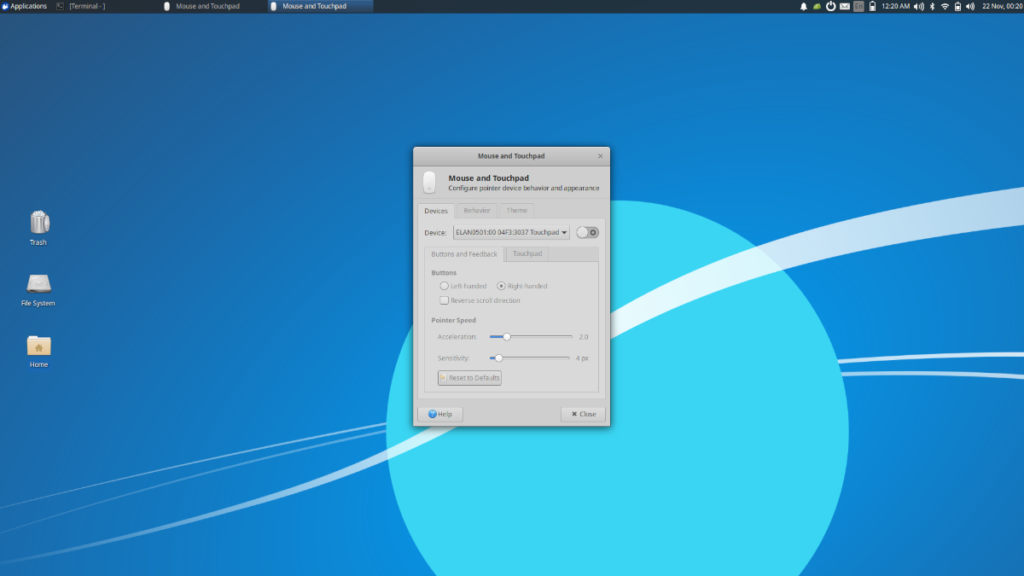 Applications
[Terminal - ]
Mouse and Touchpad
Mouse and Touchpad
12:20 AM
22 Nov, 00:20
Trash
File System
Home
Mouse and Touchpad
Mouse and Touchpad
Configure pointer device behavior and appearance
Devices Behavior Theme
Device: ELAN0501:00 04F3:3037 Touchpad
Buttons and Feedback Touchpad
Buttons
Left-handed Right-handed
Reverse scroll direction
Pointer Speed
Acceleration: 2.0
Sensitivity: 4 px
Reset to Defaults
Help Close